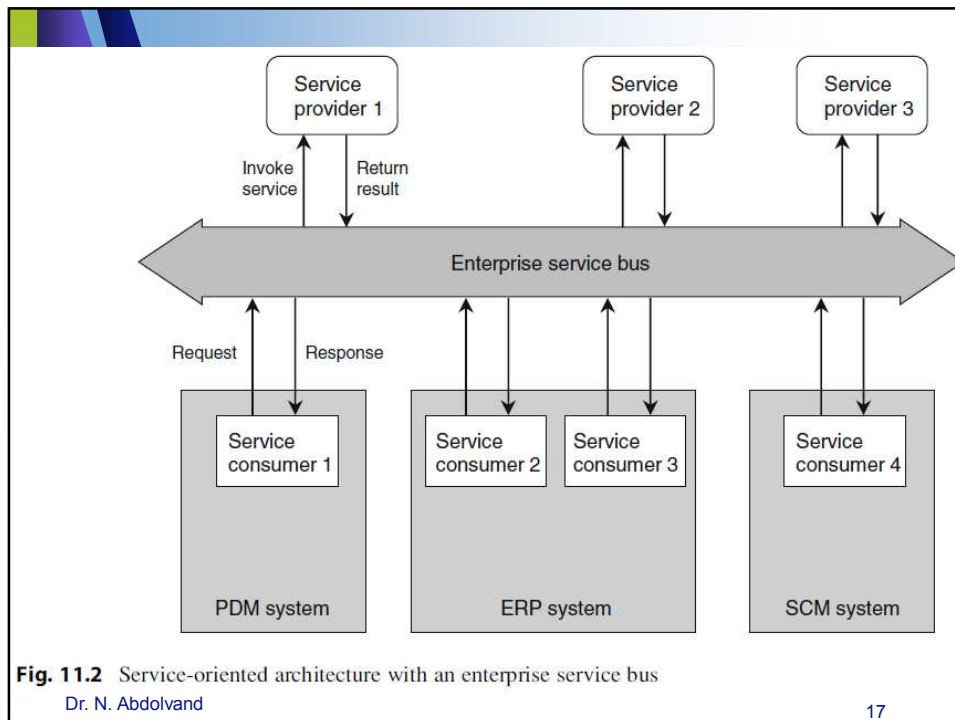 Service
provider 1
Service
provider 2
Service
provider 3
Invoke
service
Return
result
Enterprise service bus
Request
Response
Service
consumer 1
Service
consumer 2
Service
consumer 3
Service
consumer 4
PDM system
ERP system
SCM system
Fig. 11.2 Service-oriented architecture with an enterprise service bus
Dr. N. Abdolvand
17